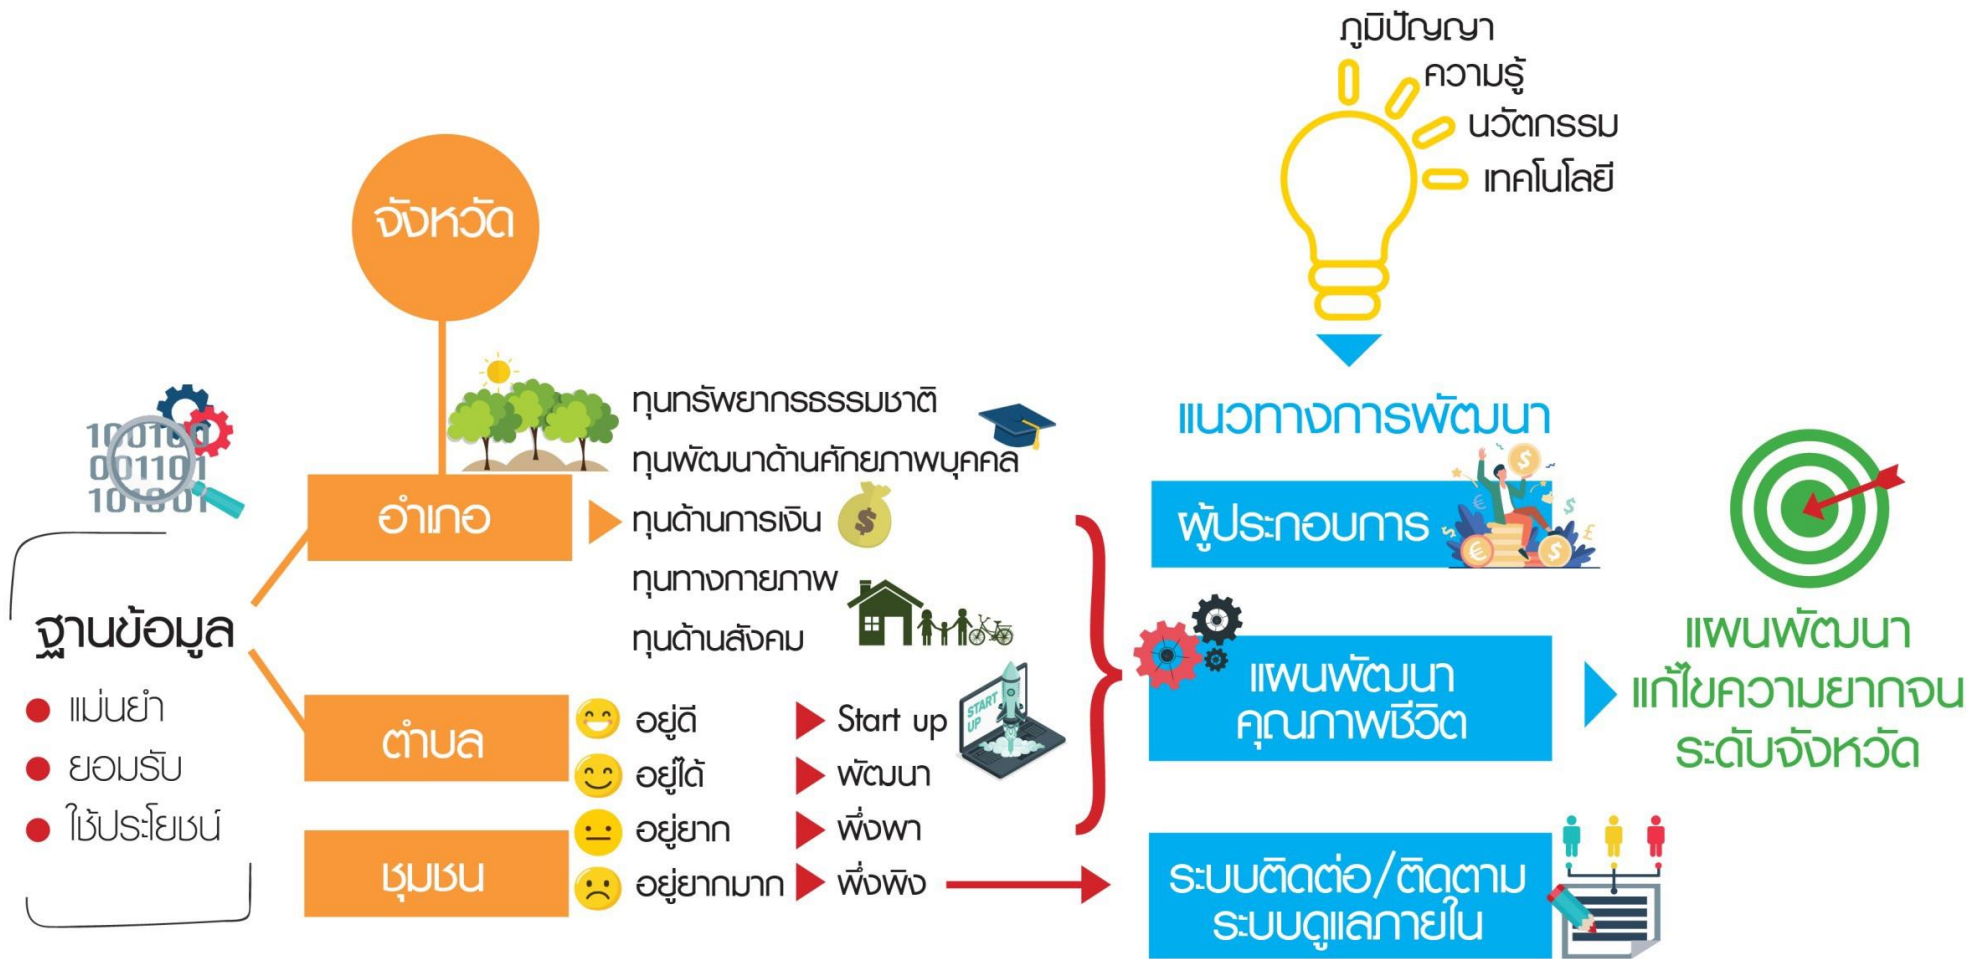 ภูมิปัญญา
ความรู้
นวัตกรรม
เทคโนโลยี
จังหวัด
100100
001101
101001
ฐานข้อมูล
แม่นยำ
ยอมรับ
ใช้ประโยชน์
อำเภอ
ทุนทรัพยากรธรรมชาติ
ทุนพัฒนาด้านศักยภาพบุคคล
ทุนด้านการเงิน
ทุนทางกายภาพ
ทุนด้านสังคม
ตำบล
ชุมชน
อยู่ดี
Start up
START
UP
อยู่ได้
พัฒนา
อยู่ยาก
พึ่งพา
อยู่ยากมาก
พึ่งพิง
แนวทางการพัฒนา
ผู้ประกอบการ
แผนพัฒนา
คุณภาพชีวิต
ระบบติดต่อ/ติดตาม
ระบบดูแลภายใน
แผนพัฒนา
แก้ไขความยากจน
ระดับจังหวัด